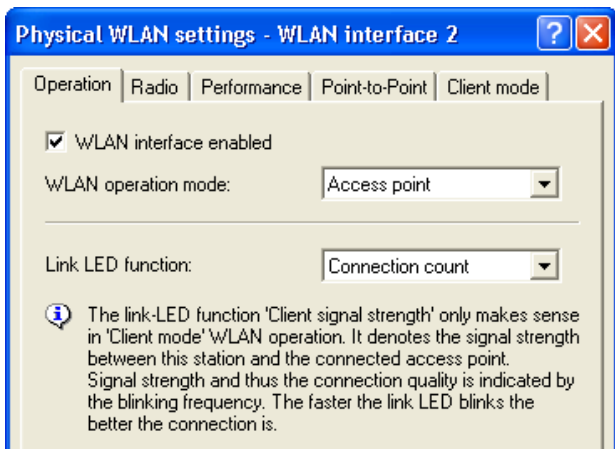 Physical WLAN settings - WLAN interface 2
Operation Radio Performance Point-to-Point Client mode
WLAN interface enabled
WLAN operation mode: Access point
Link LED function: Connection count
The link-LED function 'Client signal strength' only makes sense
in 'Client mode' WLAN operation. It denotes the signal strength
between this station and the connected access point.
Signal strength and thus the connection quality is indicated by
the blinking frequency. The faster the link LED blinks the
better the connection is.